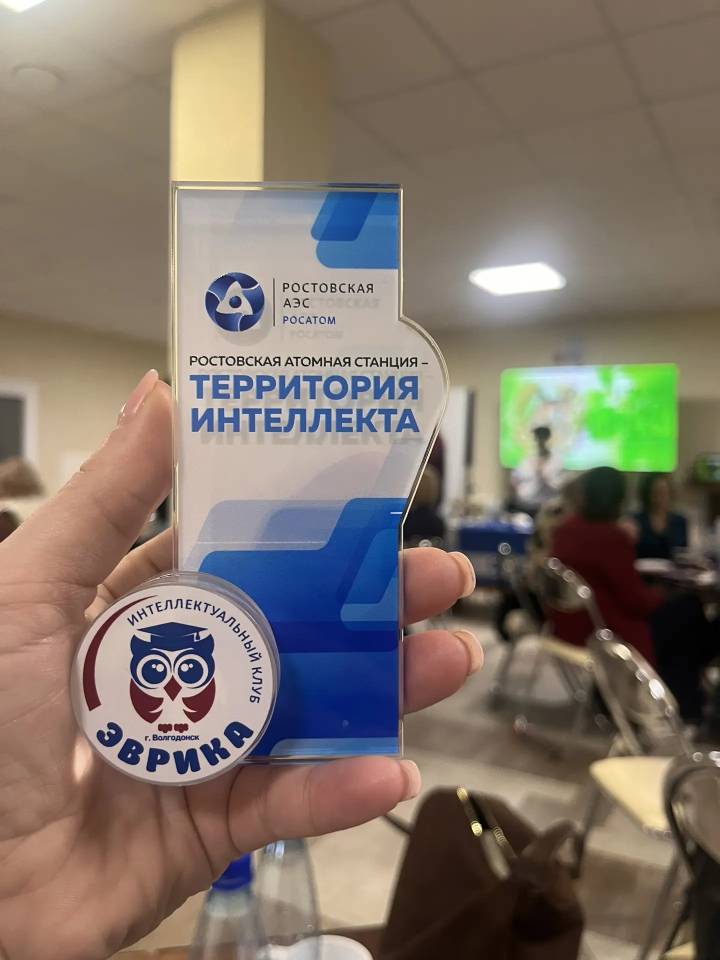 РОСТОВСКАЯ
АЭС
РОСАТОМ
РОСТОВСКАЯ АТОМНАЯ СТАНЦИЯ –
ТЕРРИТОРИЯ
ИНТЕЛЛЕКТА
ИНТЕЛЛЕКТУАЛЬНЫЙ КЛУБ
г. Волгодонск
ЭВРИКА